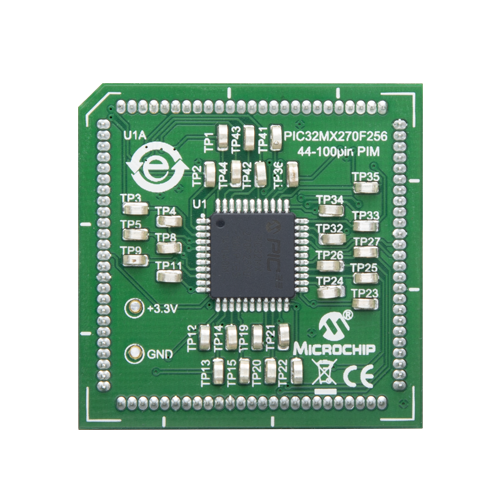 U1A
TP1
TP43
TP41
PIC32MX270F256
44-100pin PIM
TP2
TP44
TP42
TP36
TP35
TP3
TP4
U1
TP34
TP33
TP5
TP8
TP32
TP27
TP9
TP11
TP26
TP25
TP24
TP23
+3.3V
GND
TP12
TP14
TP19
TP21
MICROCHIP
TP13
TP15
TP20
TP22
CE